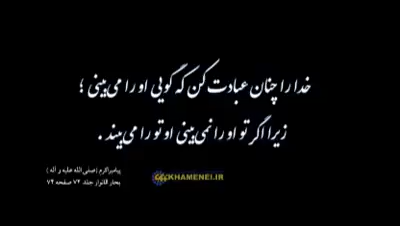 خدا را چنان عبادت کن که گویی او را می بینی ؛
زیرا اگر تو او را نمی بینی او تو را می بیند .
پیامبر اکرم (صلی الله علیه و آله )
بحار الانوار جلد ۷۴ صفحه ۷۴
KHAMENEI.IR